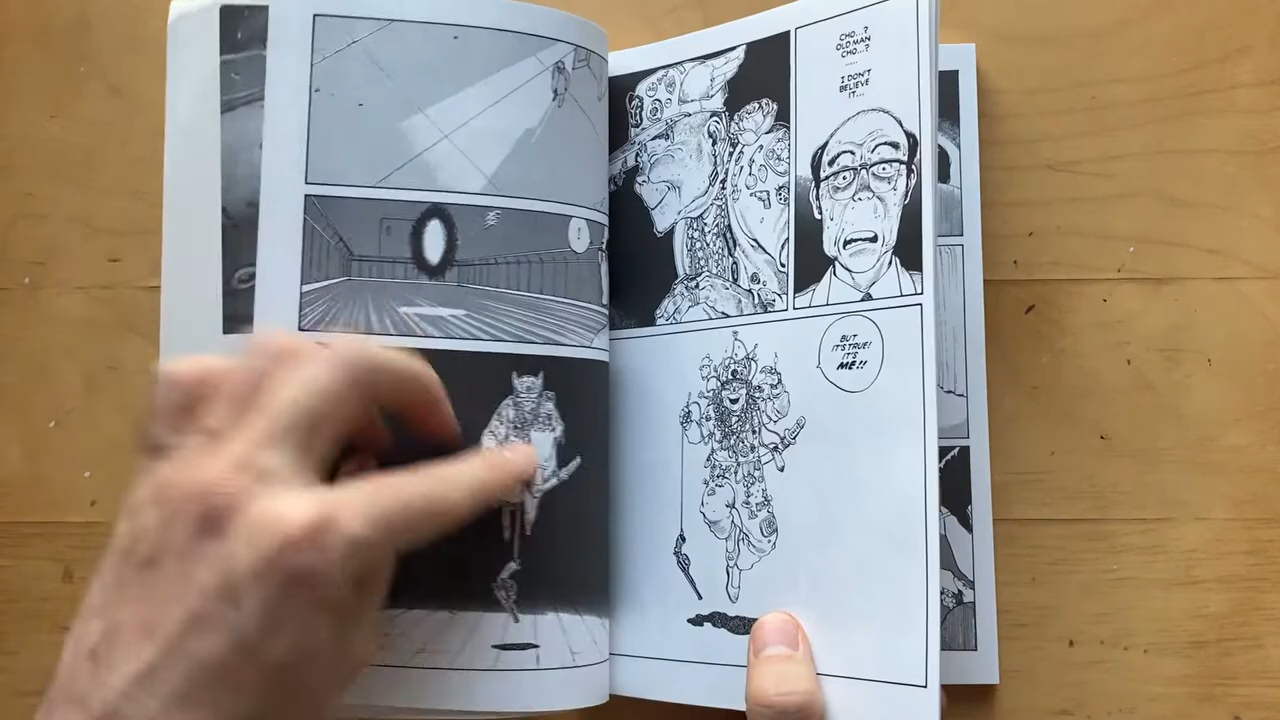 !
CHO...?
OLD MAN
CHO...?
.....
I DON'T
BELIEVE
IT...
BUT
IT'S TRUE!
IT'S
ME!!